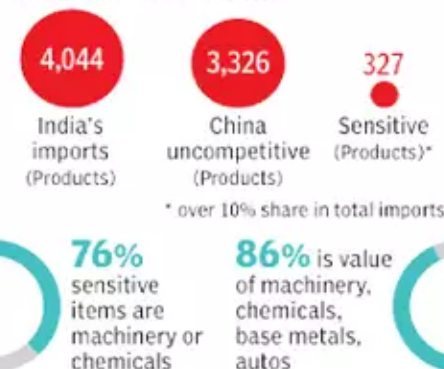 4,044
India's
imports
(Products)
3,326
China
uncompetitive
(Products)
327
Sensitive
(Products)*
* over 10% share in total imports
76%
sensitive
items are
machinery or
chemicals
86% is value
of machinery,
chemicals,
base metals,
autos